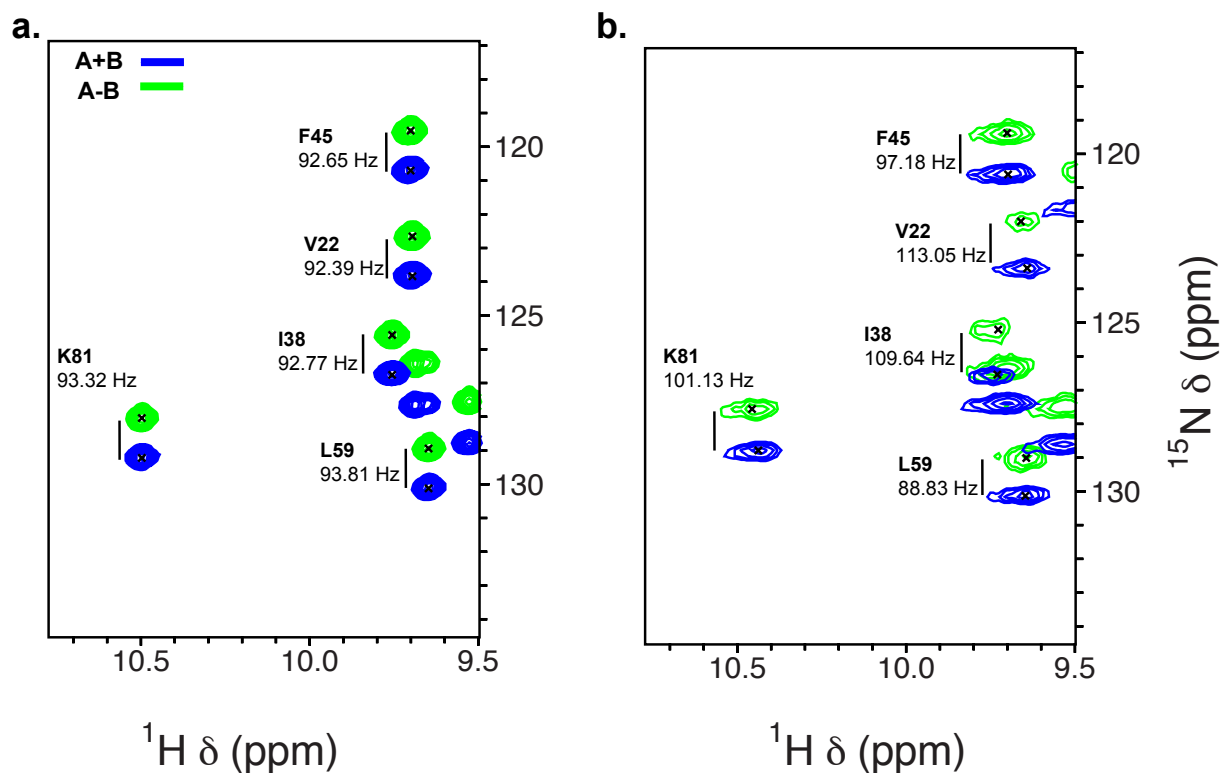 a.
A+B
A-B
F45
92.65 Hz
V22
92.39 Hz
I38
92.77 Hz
K81
93.32 Hz
L59
93.81 Hz
120
125
130
10.5
10.0
9.5
1H δ (ppm)
b.
F45
97.18 Hz
V22
113.05 Hz
I38
109.64 Hz
K81
101.13 Hz
L59
88.83 Hz
120
125
130
10.5
10.0
9.5
1H δ (ppm)
15N δ (ppm)